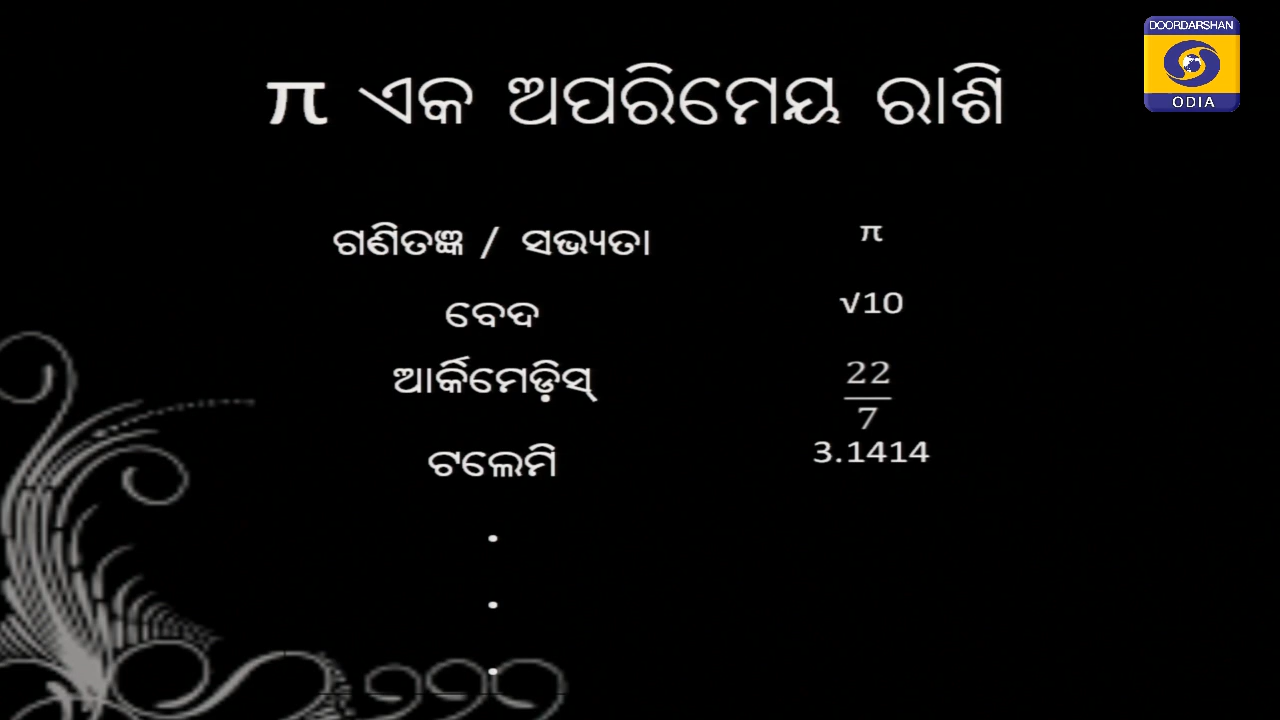 DOORDARSHAN
ODIA
π ଏକ ଅପରିମେୟ ରାଶି
ଗଣିତଜ୍ଞ / ସଭ୍ୟତା π
ବେଦ √10
ଆର୍କିମେଡ଼ିସ୍ 22/7
ଟଲେମି 3.1414
.
.
.